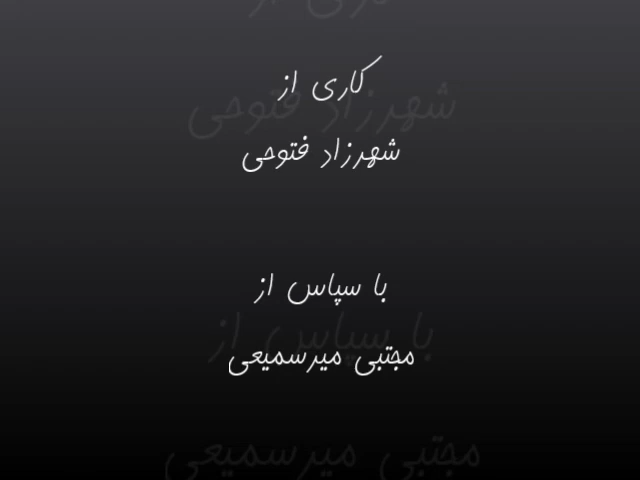 کاری از
شهرزاد فتوحی
با سپاس از
مجتبی میرسمیعی